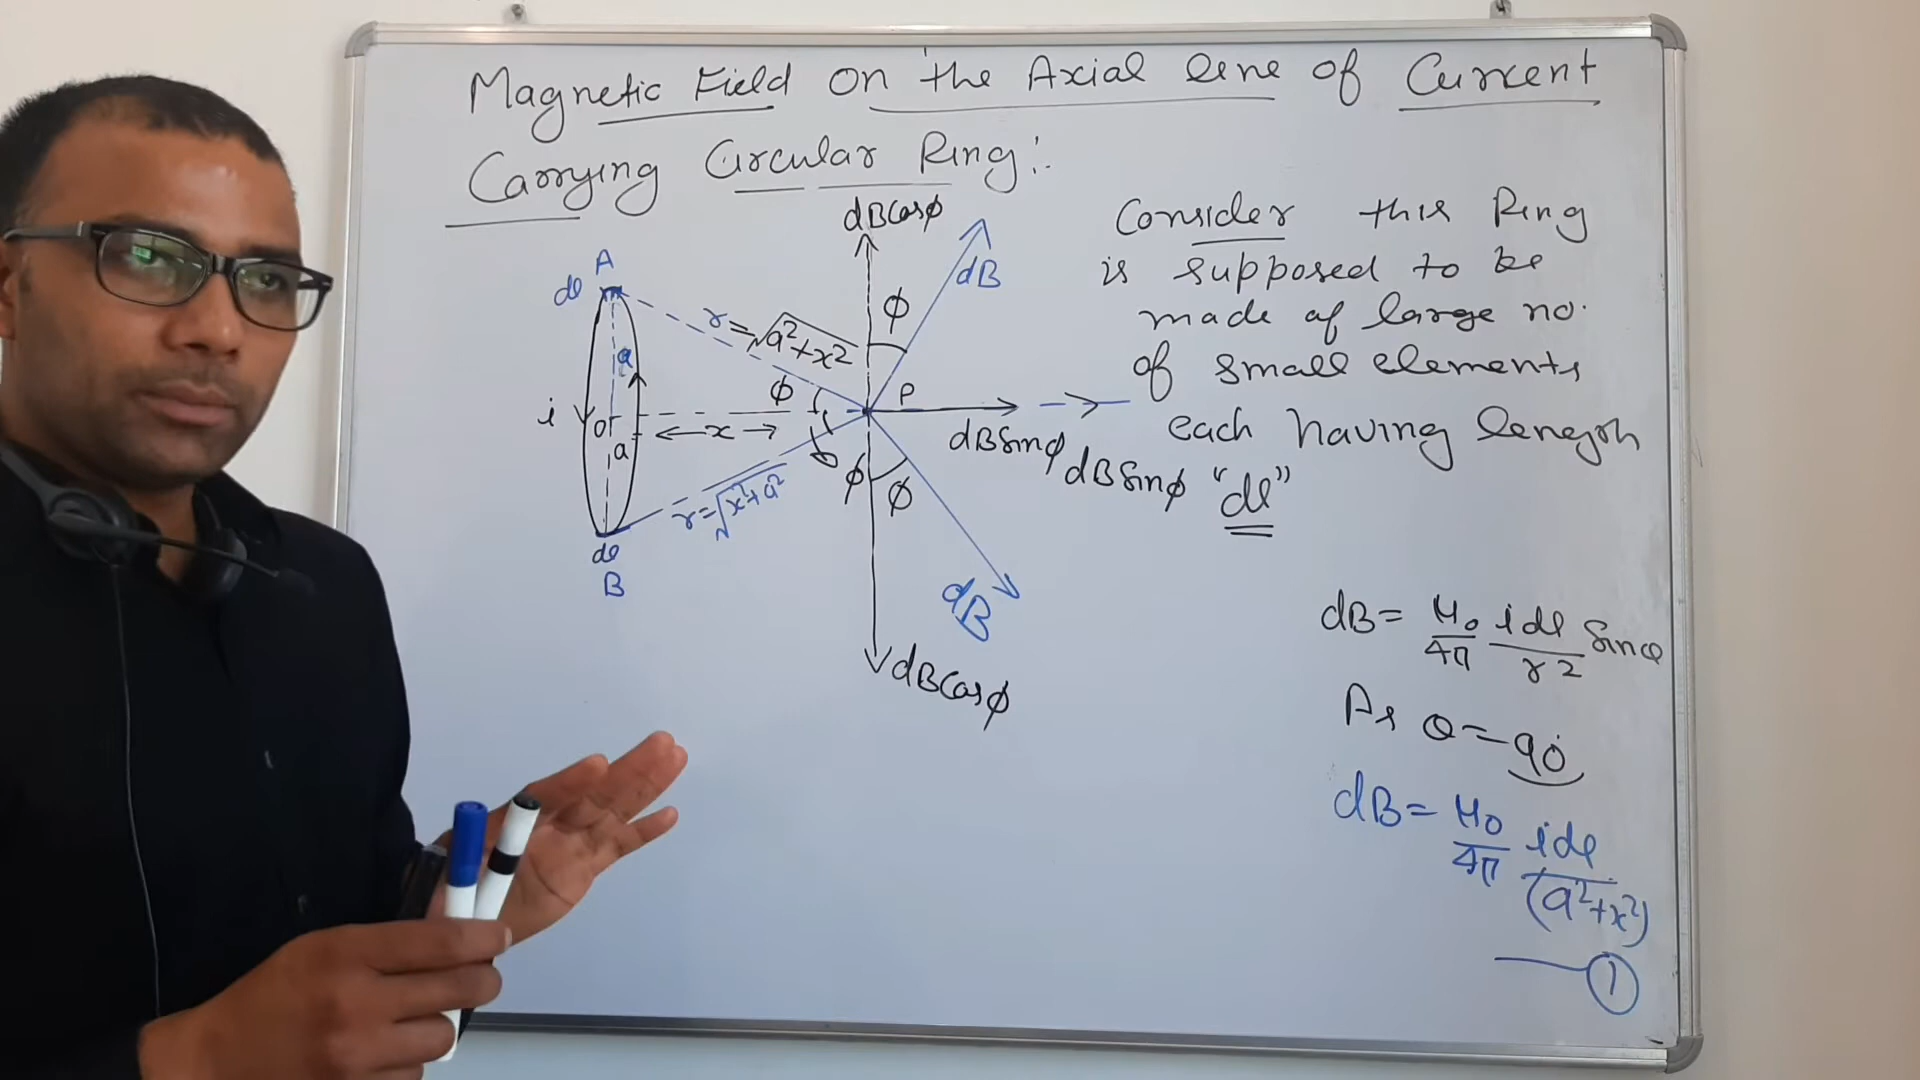 Magnetic Field on the Axial line of Current
Carrying Circular Ring :.
dBcosϕ
dB
ϕ
A
dl
r=√a²+x²
a
ϕ
P
i
O
x
a
dBsinϕ
dBsinϕ
ϕ
ϕ
r=√x²+a²
dl
B
dB
dBcosϕ
Consider this Ring
is supposed to be
made of large no.
of small elements
each having length
"dl"
dB = μ₀/4π idl/r² Sinθ
As θ = 90°
dB = μ₀/4π idl/(a²+x²)
1